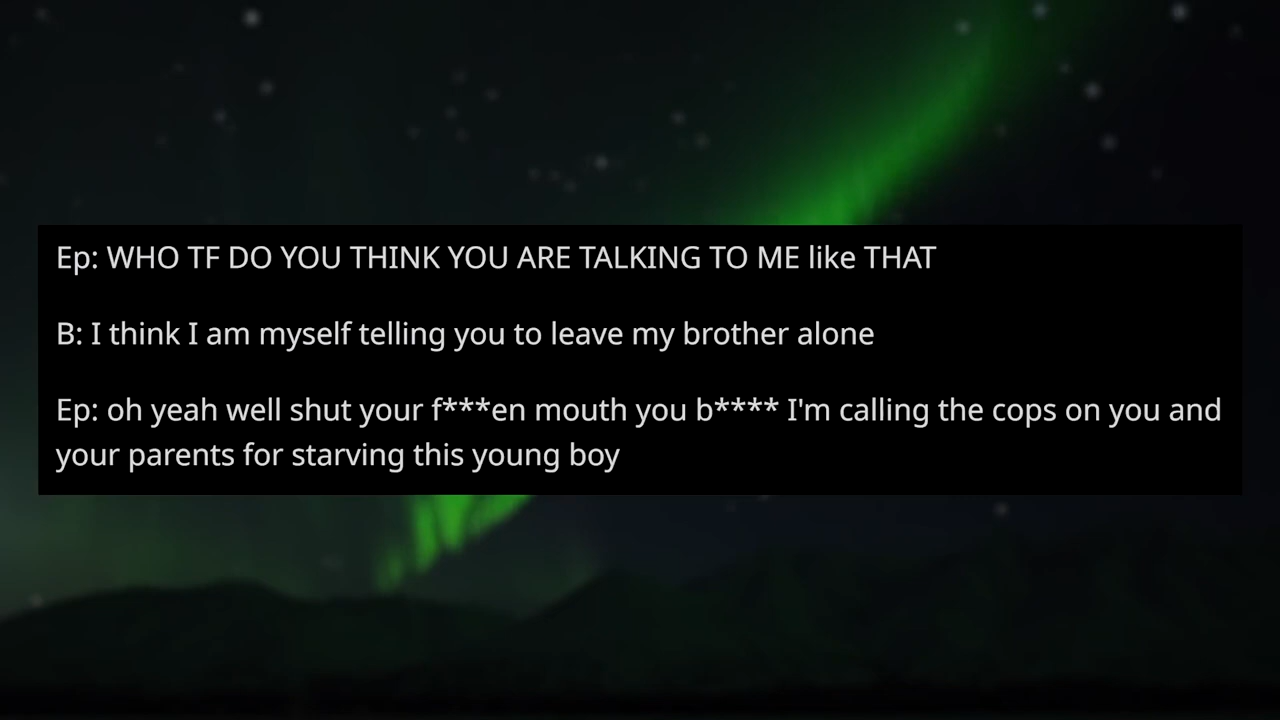 Ep: WHO TF DO YOU THINK YOU ARE TALKING TO ME like THAT
B: I think I am myself telling you to leave my brother alone
Ep: oh yeah well shut your f***en mouth you b**** I'm calling the cops on you and
your parents for starving this young boy